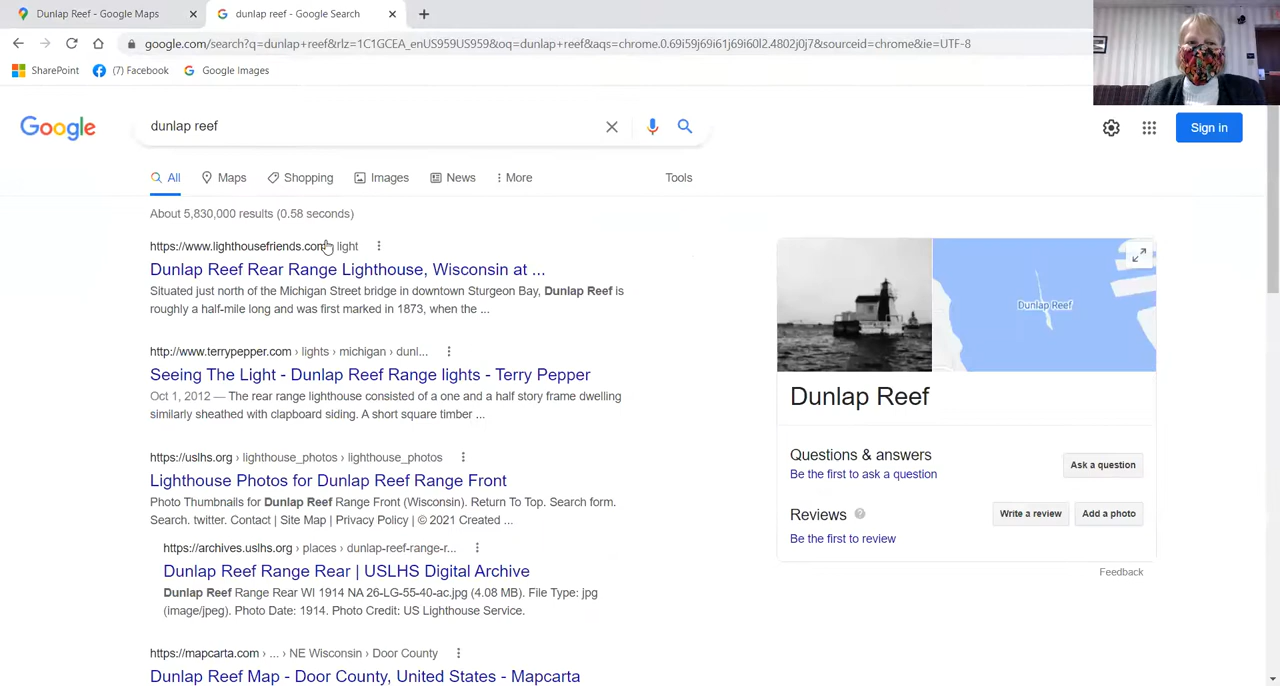 Dunlap Reef - Google Maps
dunlap reef - Google Search
google.com/search?q=dunlap+reef&rlz=1C1GCEA_enUS959US959&oq=dunlap+reef&aqs=chrome.0.69i59j69i61j69i60l2.4802j0j7&sourceid=chrome&ie=UTF-8
SharePoint
(7) Facebook
Google Images
Google
dunlap reef
Sign in
All
Maps
Shopping
Images
News
More
Tools
About 5,830,000 results (0.58 seconds)
https://www.lighthousefriends.com › light
Dunlap Reef Rear Range Lighthouse, Wisconsin at ...
Situated just north of the Michigan Street bridge in downtown Sturgeon Bay, Dunlap Reef is
roughly a half-mile long and was first marked in 1873, when the ...
http://www.terrypepper.com › lights › michigan › dunl...
Seeing The Light - Dunlap Reef Range lights - Terry Pepper
Oct 1, 2012 — The rear range lighthouse consisted of a one and a half story frame dwelling
similarly sheathed with clapboard siding. A short square timber ...
https://uslhs.org › lighthouse_photos › lighthouse_photos
Lighthouse Photos for Dunlap Reef Range Front
Photo Thumbnails for Dunlap Reef Range Front (Wisconsin). Return To Top. Search form.
Search. twitter. Contact | Site Map | Privacy Policy | © 2021 Created ...
https://archives.uslhs.org › places › dunlap-reef-range-r...
Dunlap Reef Range Rear | USLHS Digital Archive
Dunlap Reef Range Rear WI 1914 NA 26-LG-55-40-ac.jpg (4.08 MB). File Type: jpg
(image/jpeg). Photo Date: 1914. Photo Credit: US Lighthouse Service.
https://mapcarta.com › ... › NE Wisconsin › Door County
Dunlap Reef Map - Door County, United States - Mapcarta
Dunlap Reef
Dunlap Reef
Questions & answers
Be the first to ask a question
Ask a question
Reviews
Be the first to review
Write a review
Add a photo
Feedback